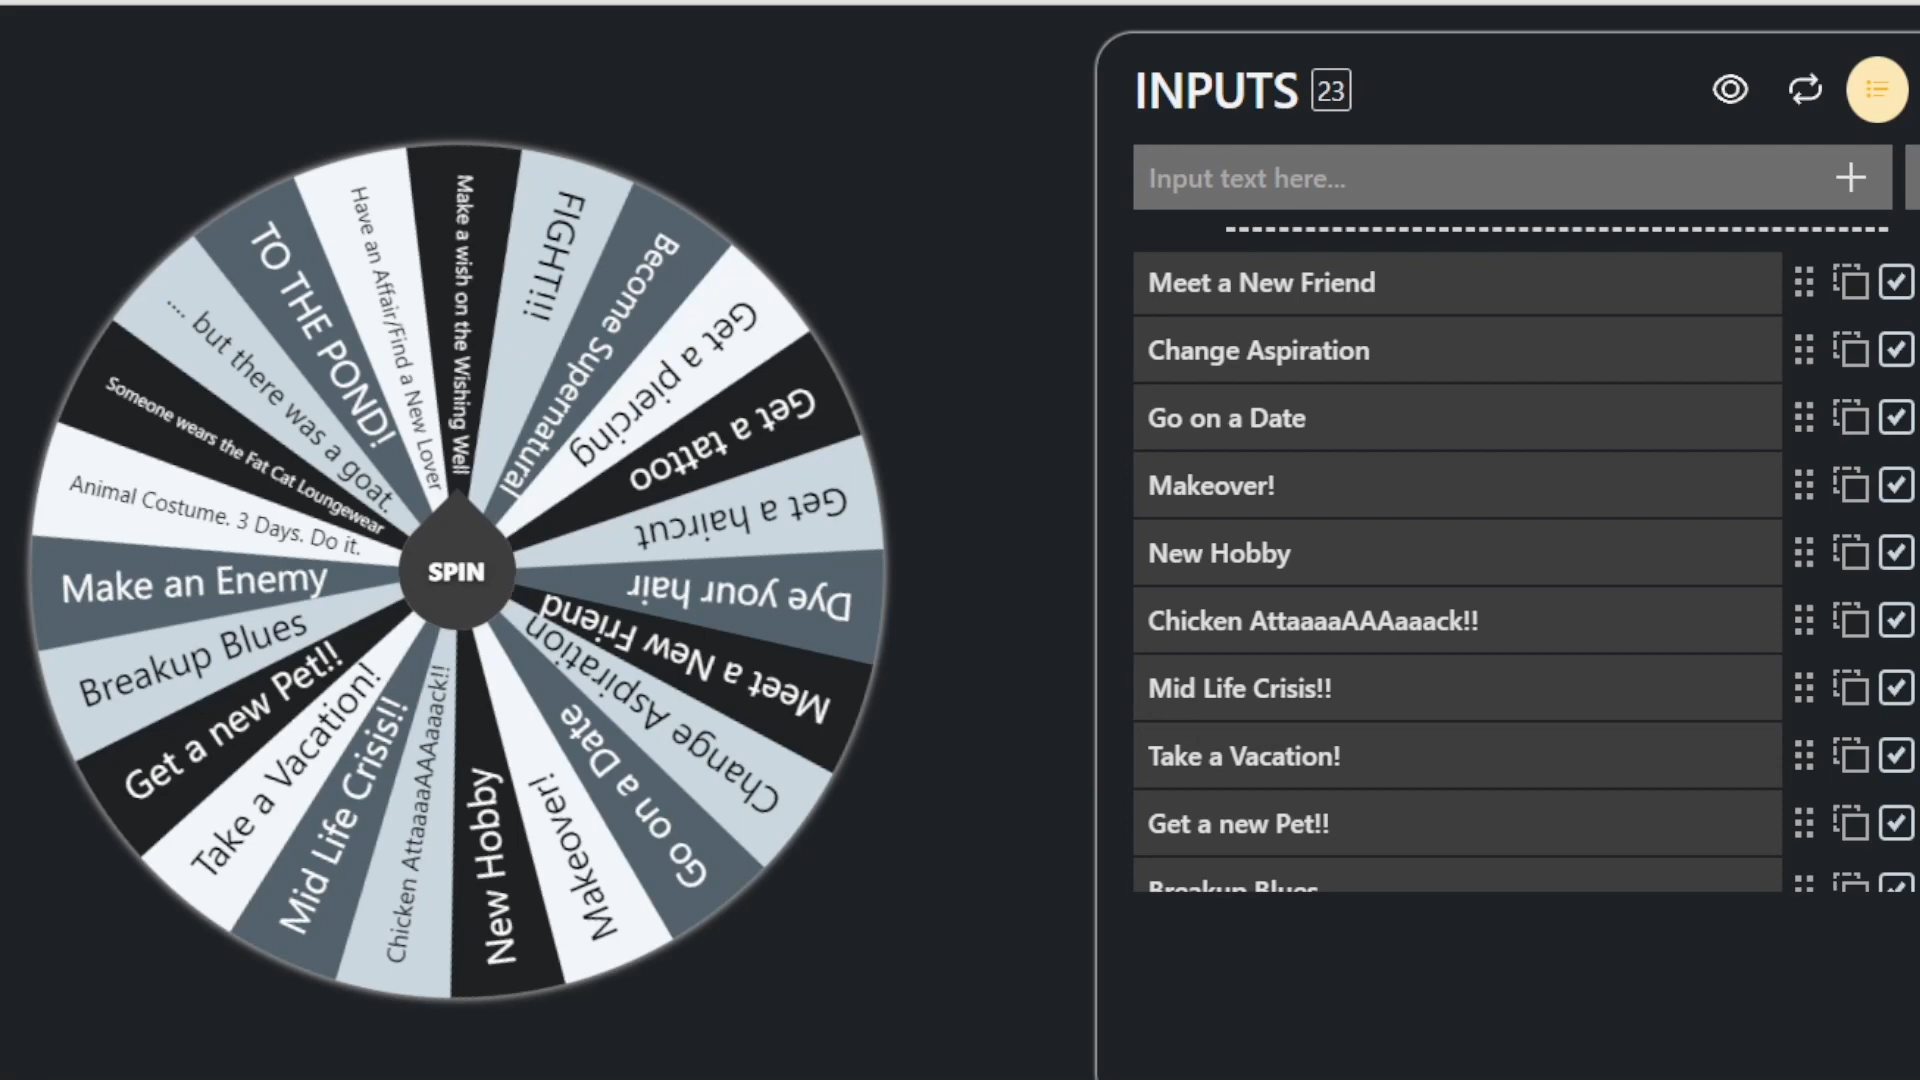 Make a wish on the Wishing Well
FIGHT!!
Become Supernatural
Get a piercing
Get a tattoo
Get a haircut
Dye your hair
Meet a New Friend
Change Aspiration
Go on a Date
Makeover!
New Hobby
Chicken AttaaaaAAAaaack!!
Mid Life Crisis!!
Take a Vacation!
Get a new Pet!!
Breakup Blues
Make an Enemy
Animal Costume. 3 Days. Do it.
Someone wears the Fat Cat Loungewear
.... but there was a goat.
TO THE POND!
Have an Affair/Find a New Lover
SPIN
INPUTS 23
Input text here...
Meet a New Friend
Change Aspiration
Go on a Date
Makeover!
New Hobby
Chicken AttaaaaAAAaaack!!
Mid Life Crisis!!
Take a Vacation!
Get a new Pet!!
Breakup Blues